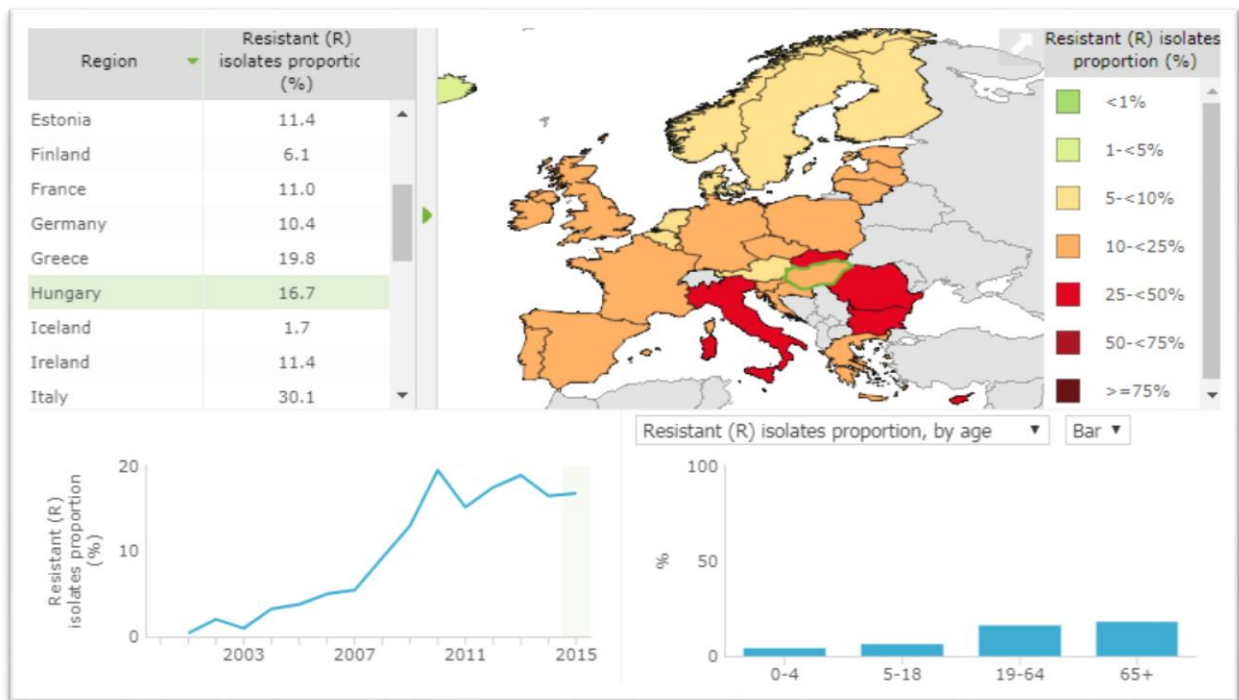 Region
Resistant (R)
isolates proportic
(%)
Estonia 11.4
Finland 6.1
France 11.0
Germany 10.4
Greece 19.8
Hungary 16.7
Iceland 1.7
Ireland 11.4
Italy 30.1
Resistant (R) isolates
proportion (%)
<1%
1-<5%
5-<10%
10-<25%
25-<50%
50-<75%
>=75%
Resistant (R)
isolates proportion
(%)
20
10
0
2003 2007 2011 2015
Resistant (R) isolates proportion, by age
Bar
%
100
50
0
0-4 5-18 19-64 65+